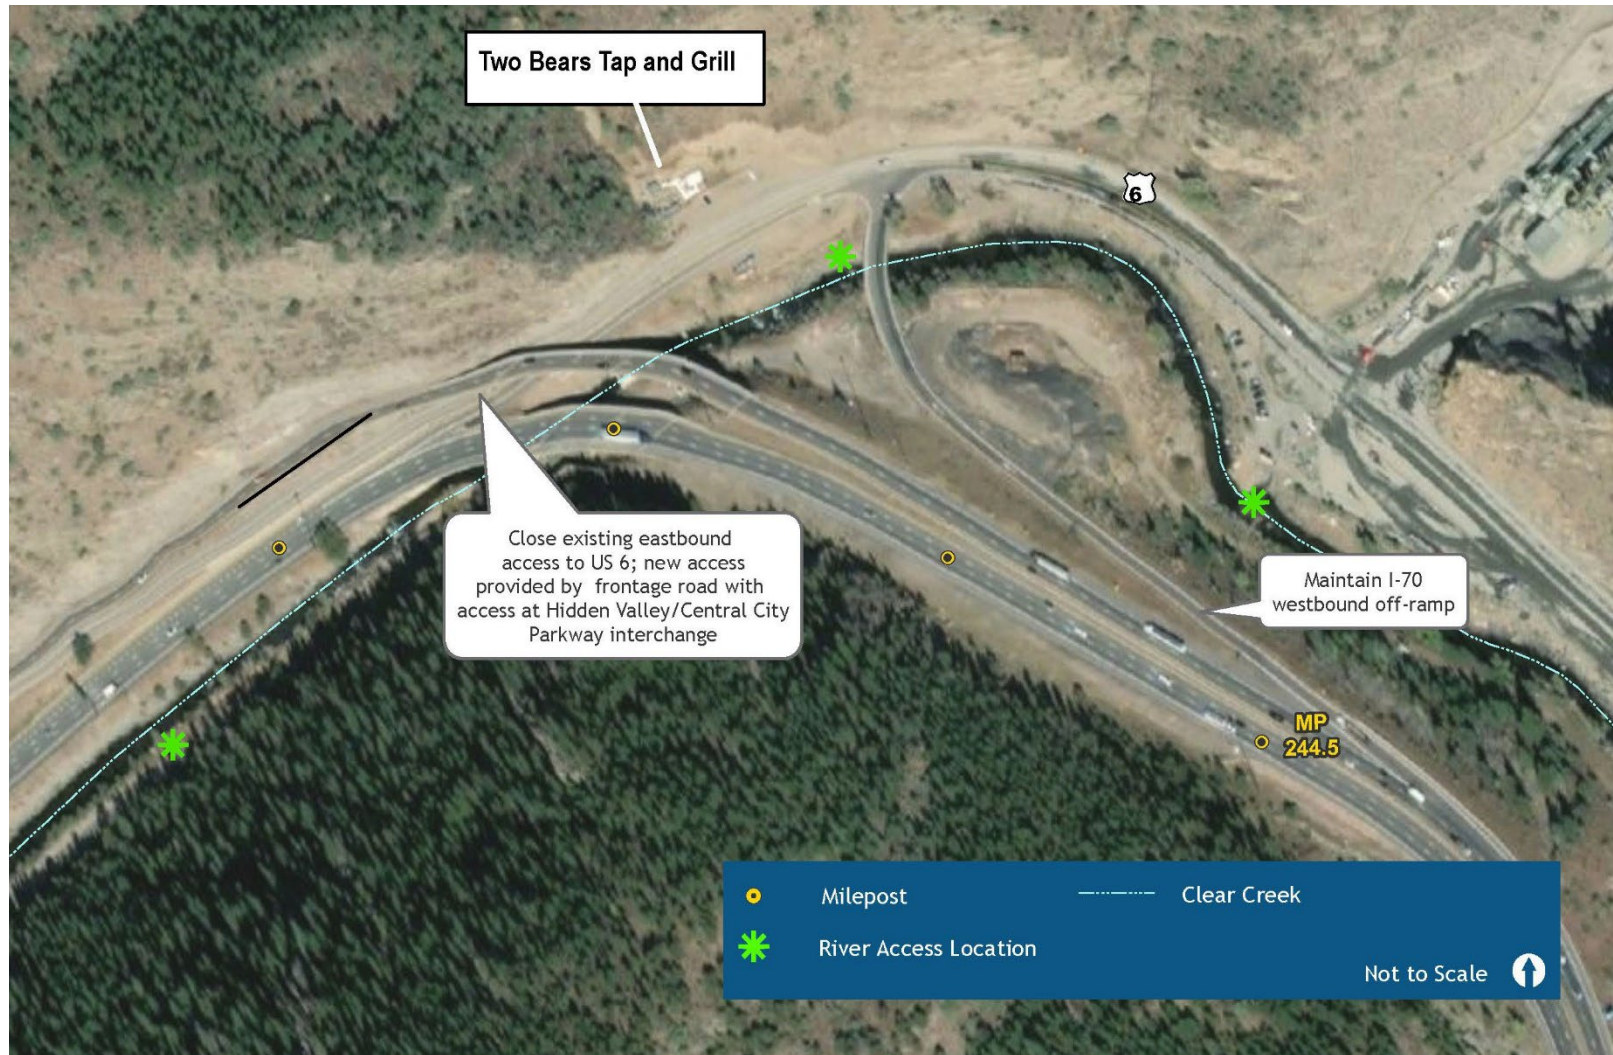 Two Bears Tap and Grill
6
Close existing eastbound
access to US 6; new access
provided by frontage road with
access at Hidden Valley/Central City
Parkway interchange
Maintain I-70
westbound off-ramp
MP
244.5
Milepost
Clear Creek
River Access Location
Not to Scale